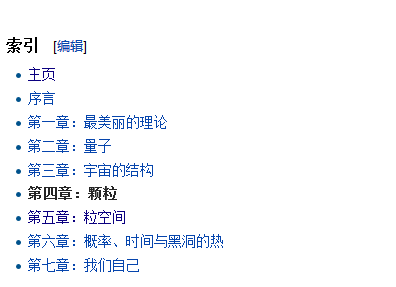 索引 [编辑]
主页
序言
第一章：最美丽的理论
第二章：量子
第三章：宇宙的结构
第四章：颗粒
第五章：粒空间
第六章：概率、时间与黑洞的热
第七章：我们自己